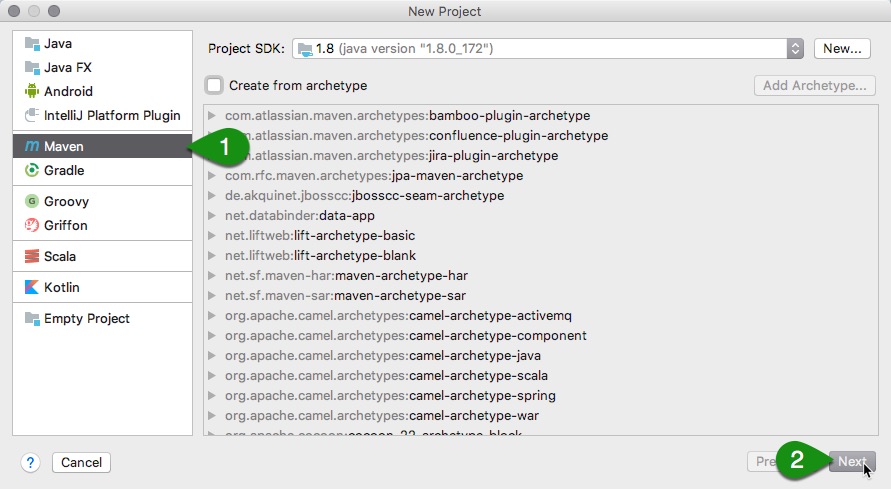 New Project
Java
Java FX
Android
IntelliJ Platform Plugin
Maven
Gradle
Groovy
Griffon
Scala
Kotlin
Empty Project
Project SDK: 1.8 (java version "1.8.0_172") New...
Create from archetype Add Archetype...
com.atlassian.maven.archetypes:bamboo-plugin-archetype
1 m.atlassian.maven.archetypes:confluence-plugin-archetype
m.atlassian.maven.archetypes:jira-plugin-archetype
com.rfc.maven.archetypes:jpa-maven-archetype
de.akquinet.jbosscc:jbosscc-seam-archetype
net.databinder:data-app
net.liftweb:lift-archetype-basic
net.liftweb:lift-archetype-blank
net.sf.maven-har:maven-archetype-har
net.sf.maven-sar:maven-archetype-sar
org.apache.camel.archetypes:camel-archetype-activemq
org.apache.camel.archetypes:camel-archetype-component
org.apache.camel.archetypes:camel-archetype-java
org.apache.camel.archetypes:camel-archetype-scala
org.apache.camel.archetypes:camel-archetype-spring
org.apache.camel.archetypes:camel-archetype-war
? Cancel Pre 2 Next